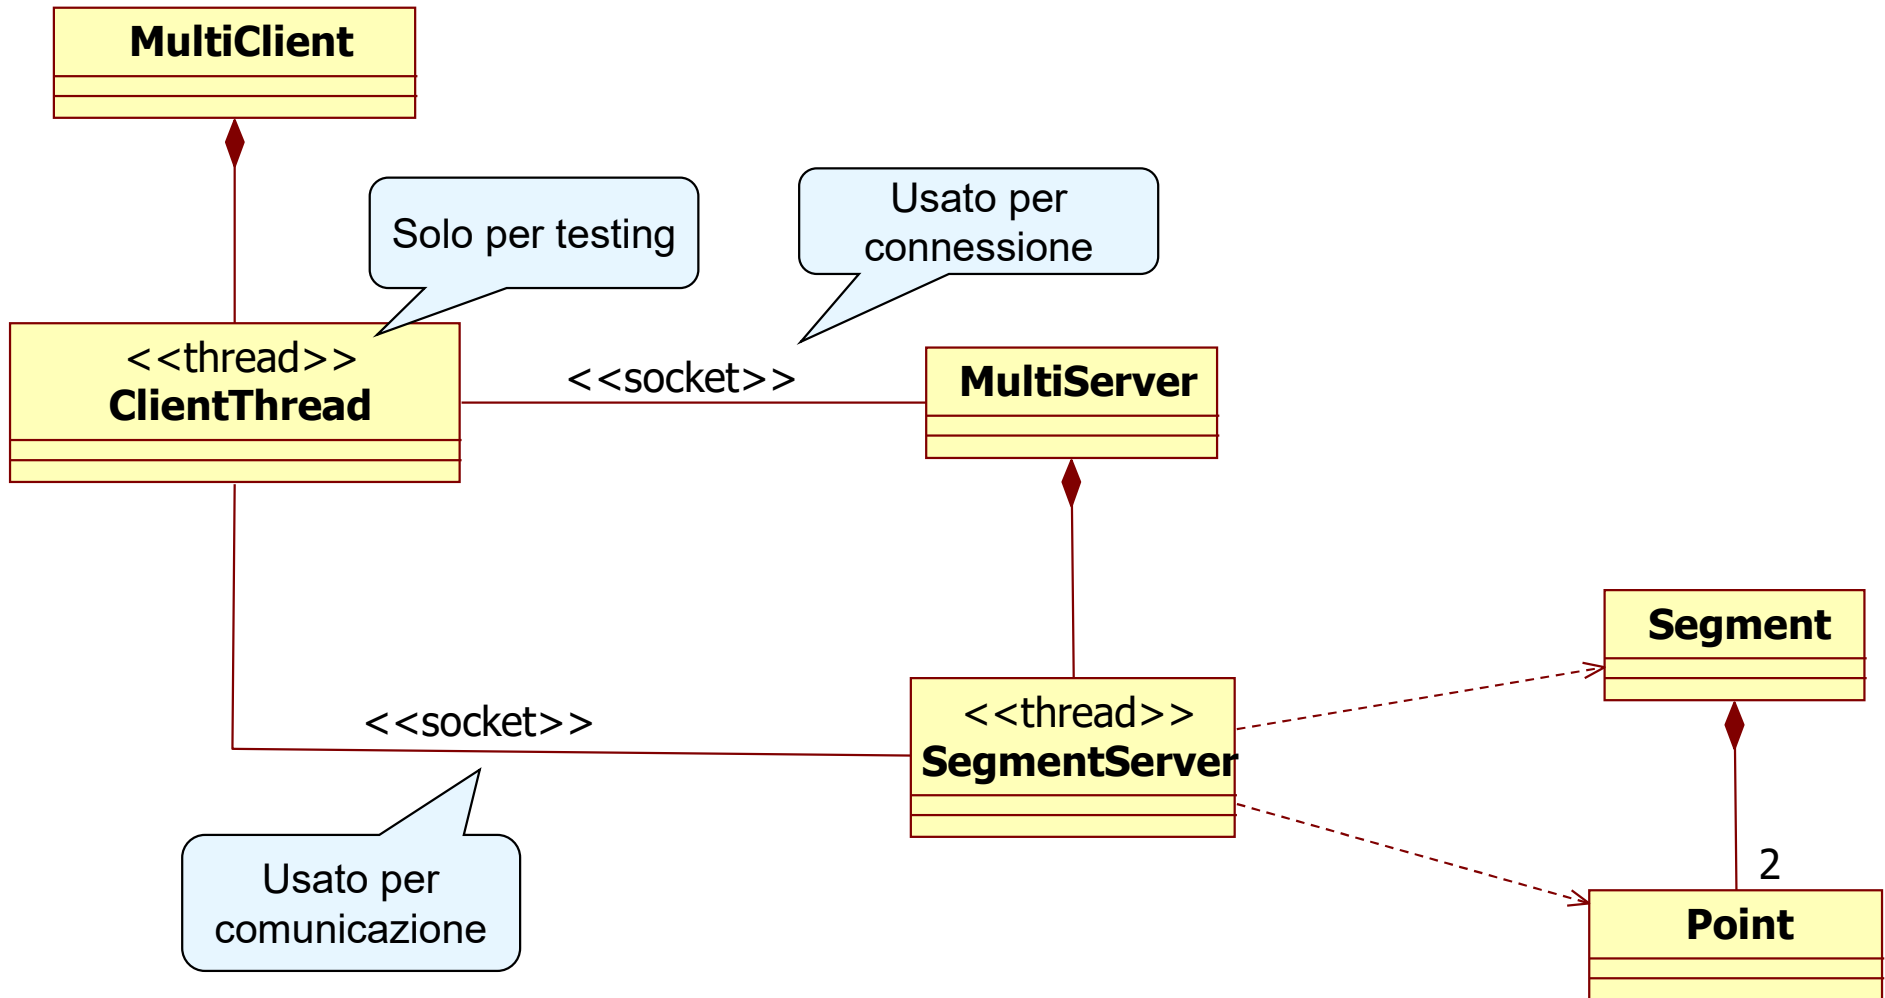 MultiClient
Solo per testing
Usato per
connessione
<<thread>>
ClientThread
<<socket>>
MultiServer
Segment
<<thread>>
SegmentServer
<<socket>>
Usato per
comunicazione
2
Point